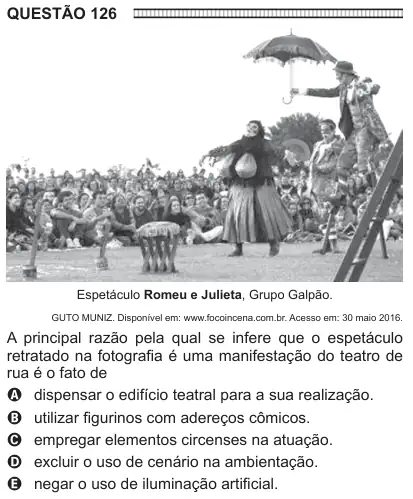 QUESTÃO 126
Espetáculo Romeu e Julieta, Grupo Galpão.
GUTO MUNIZ. Disponível em: www.focoincena.com.br. Acesso em: 30 maio 2016.
A principal razão pela qual se infere que o espetáculo
retratado na fotografia é uma manifestação do teatro de
rua é o fato de
A dispensar o edifício teatral para a sua realização.
B utilizar figurinos com adereços cômicos.
C empregar elementos circenses na atuação.
D excluir o uso de cenário na ambientação.
E negar o uso de iluminação artificial.